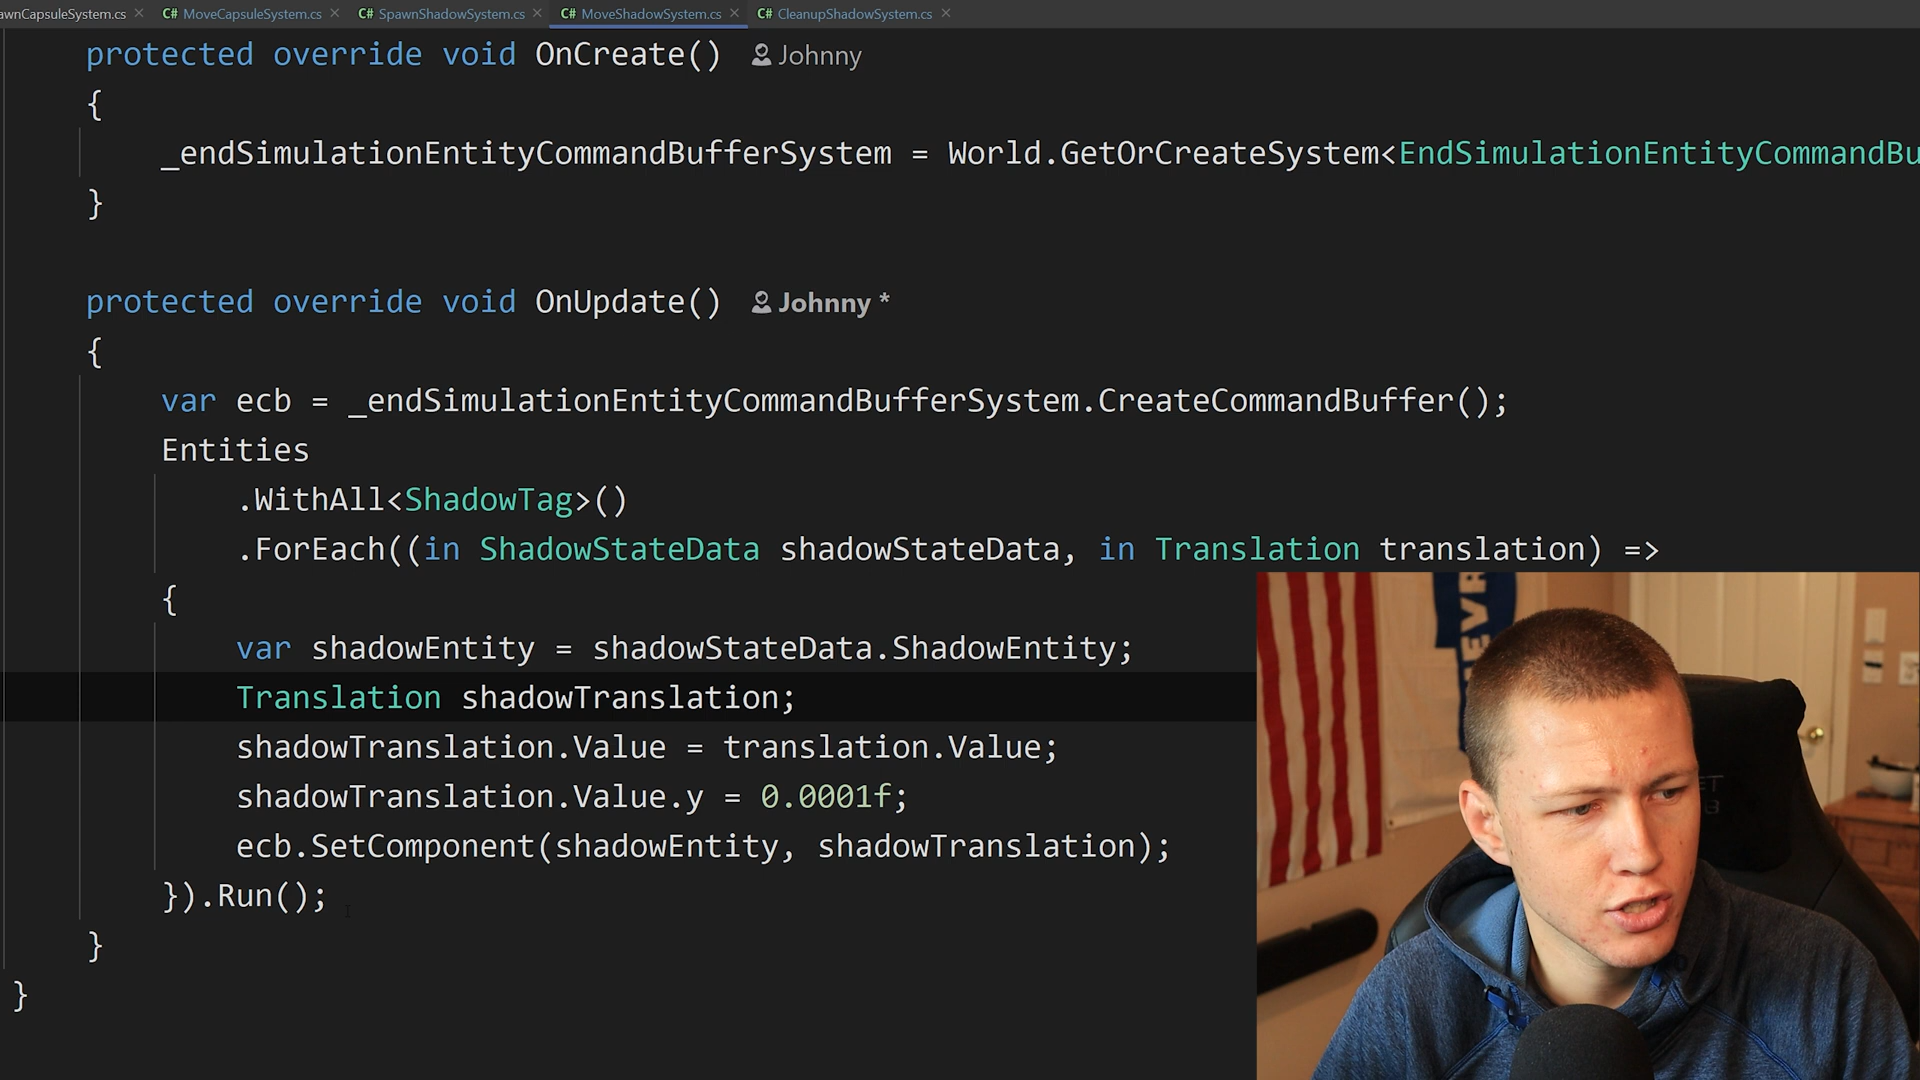 awnCapsuleSystem.cs
C# MoveCapsuleSystem.cs
C# SpawnShadowSystem.cs
C# MoveShadowSystem.cs
C# CleanupShadowSystem.cs
protected override void OnCreate() Johnny
{
_endSimulationEntityCommandBufferSystem = World.GetOrCreateSystem<EndSimulationEntityCommandBu
}
protected override void OnUpdate() Johnny *
{
var ecb = _endSimulationEntityCommandBufferSystem.CreateCommandBuffer();
Entities
.WithAll<ShadowTag>()
.ForEach((in ShadowStateData shadowStateData, in Translation translation) =>
{
var shadowEntity = shadowStateData.ShadowEntity;
Translation shadowTranslation;
shadowTranslation.Value = translation.Value;
shadowTranslation.Value.y = 0.0001f;
ecb.SetComponent(shadowEntity, shadowTranslation);
}).Run();
}
}